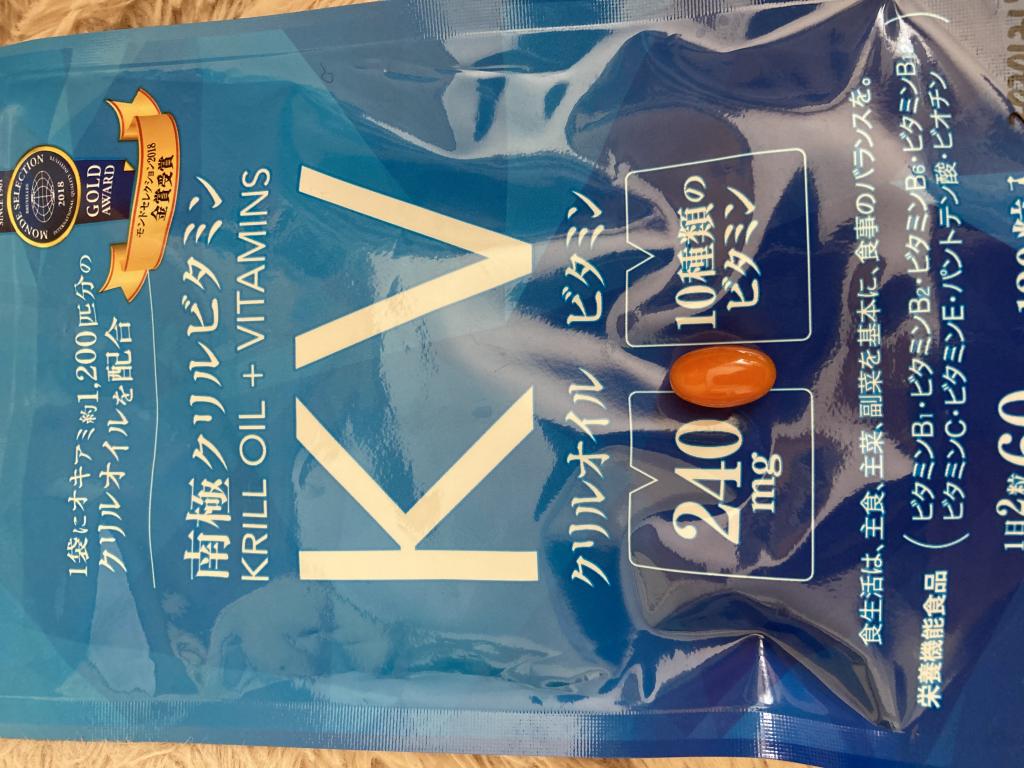 MONDE SELECTION
2018
GOLD
AWARD
モンドセレクション2018
金賞受賞
1袋にオキアミ約1,200匹分の
クリルオイルを配合
南極クリルビタミン
KRILL OIL + VITAMINS
KV
クリルオイル ビタミン
240
mg
10種類の
ビタミン
食生活は、主食、主菜、副菜を基本に、食事のバランスを。
栄養機能食品
ビタミンB1・ビタミンB2・ビタミンB6・ビタミンB
ビタミンC・ビタミンE・パントテン酸・ビオチン
1日2粒